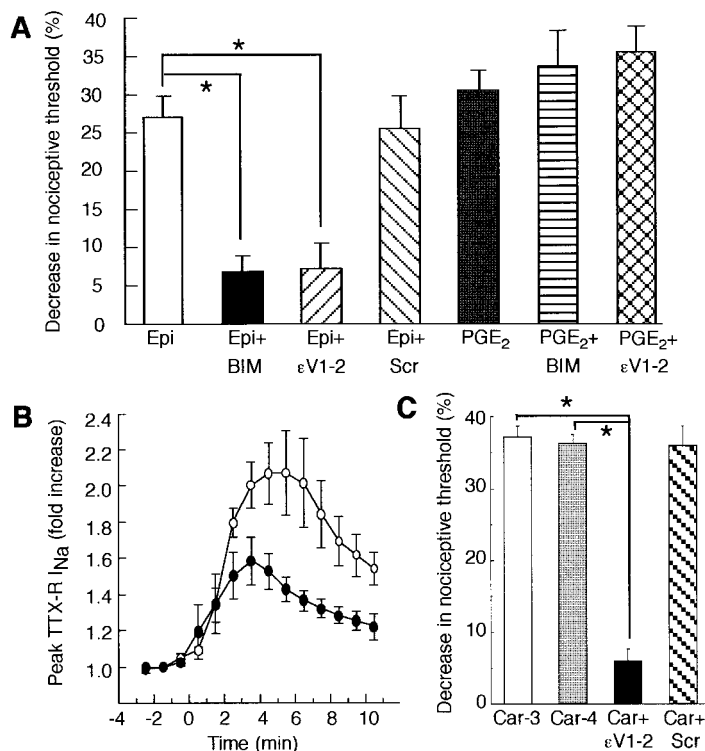 A
Decrease in nociceptive threshold (%)
40
35
30
25
20
15
10
5
0
*
*
Epi
Epi+
BIM
Epi+
εV1-2
Epi+
Scr
PGE2
PGE2+
BIM
PGE2+
εV1-2
B
Peak TTX-R INa (fold increase)
2.4
2.2
2.0
1.8
1.6
1.4
1.2
1.0
-4
-2
0
2
4
6
8
10
Time (min)
C
Decrease in nociceptive threshold (%)
40
30
20
10
0
*
*
Car-3
Car-4
Car+
εV1-2
Car+
Scr